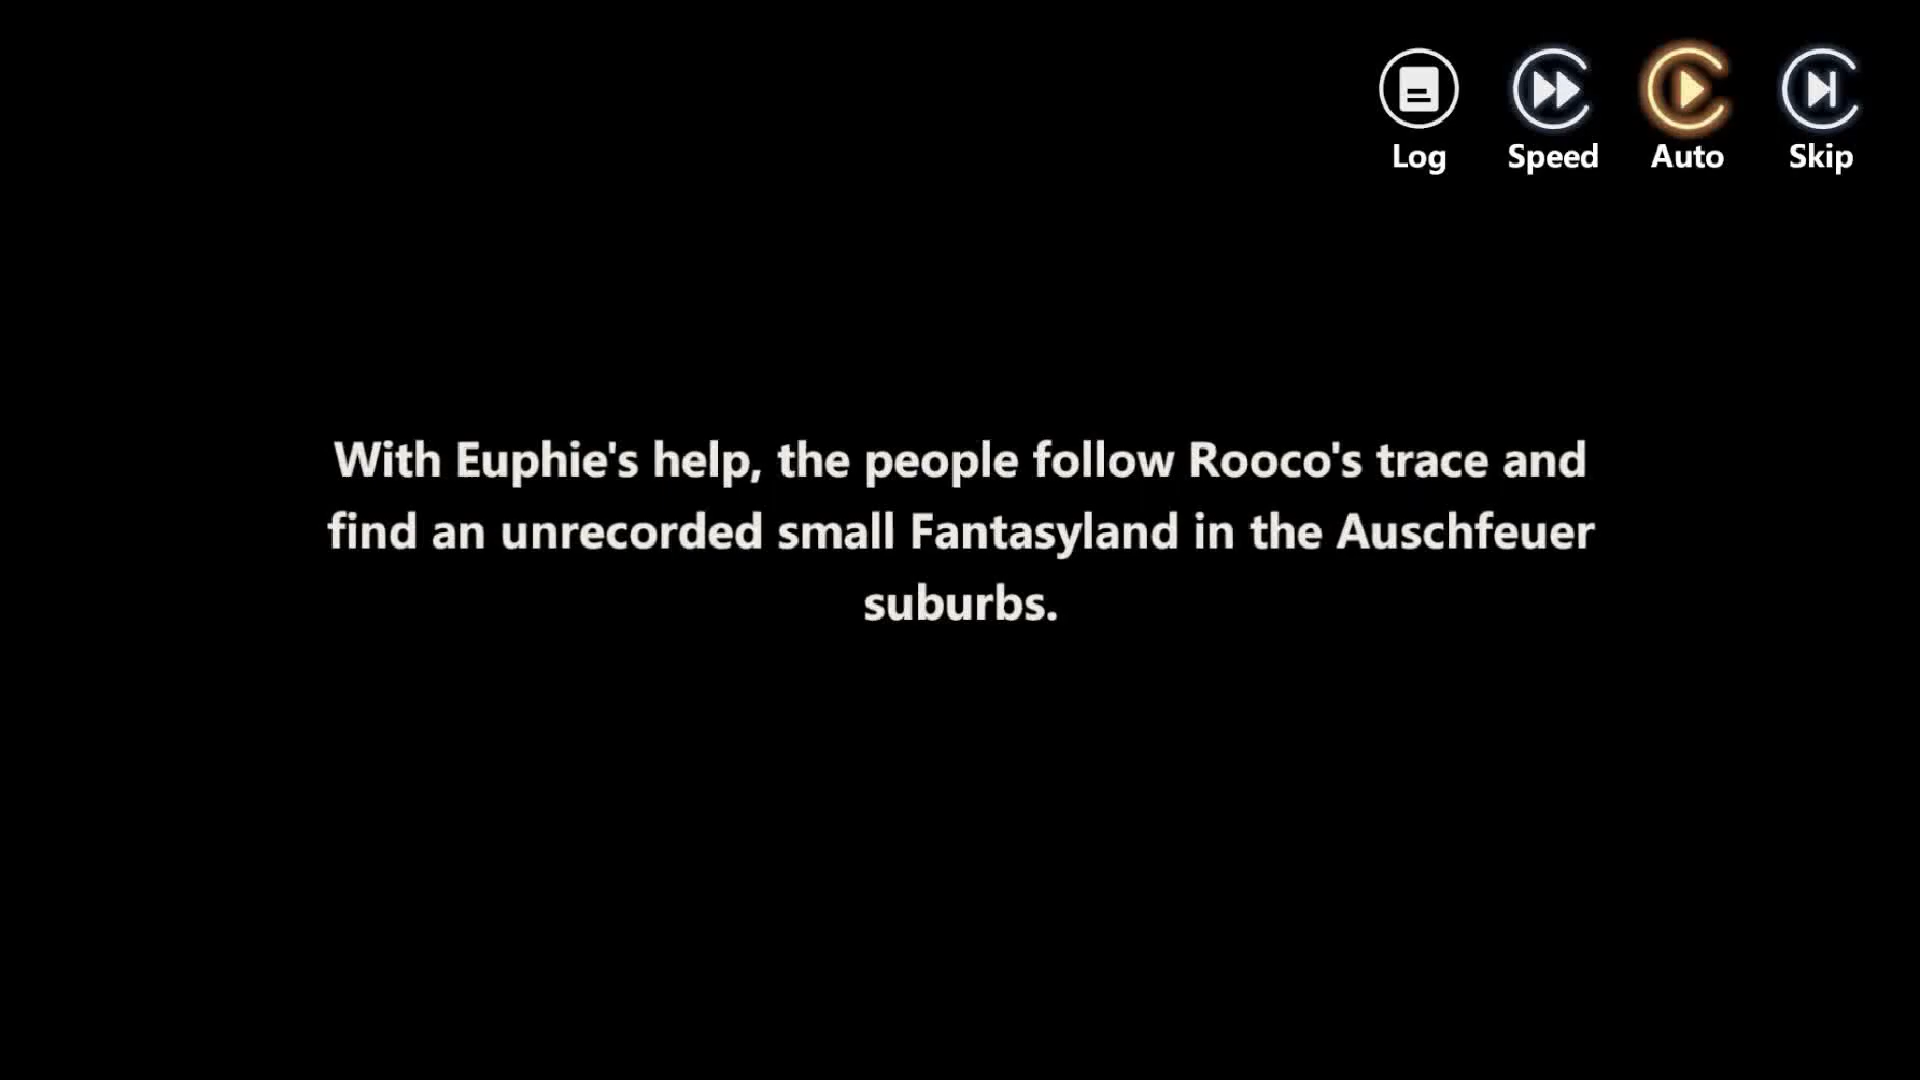 Log
Speed
Auto
Skip
With Euphie's help, the people follow Rooco's trace and
find an unrecorded small Fantasyland in the Auschfeuer
suburbs.